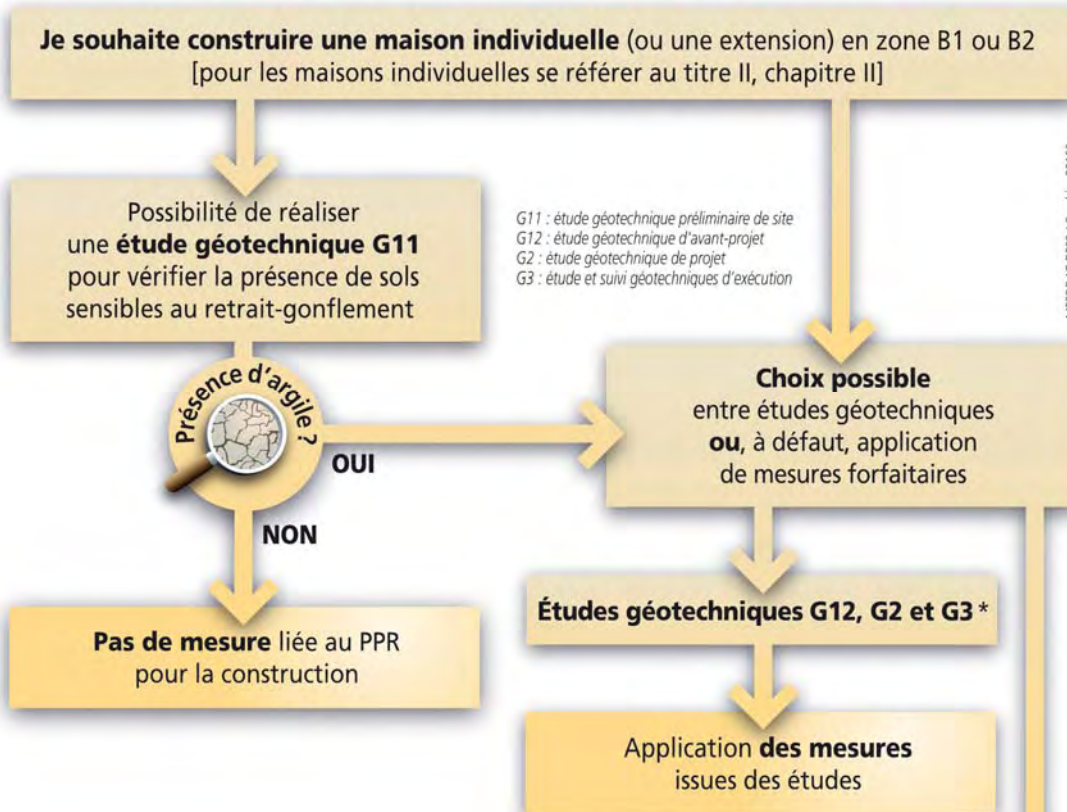 Je souhaite construire une maison individuelle (ou une extension) en zone B1 ou B2
[pour les maisons individuelles se référer au titre II, chapitre II]
Possibilité de réaliser
une étude géotechnique G11
pour vérifier la présence de sols
sensibles au retrait-gonflement
G11 : étude géotechnique préliminaire de site
G12 : étude géotechnique d'avant-projet
G2 : étude géotechnique de projet
G3 : étude et suivi géotechniques d'exécution
Présence d'argile ?
OUI
NON
Choix possible
entre études géotechniques
ou, à défaut, application
de mesures forfaitaires
Pas de mesure liée au PPR
pour la construction
Études géotechniques G12, G2 et G3 *
Application des mesures
issues des études